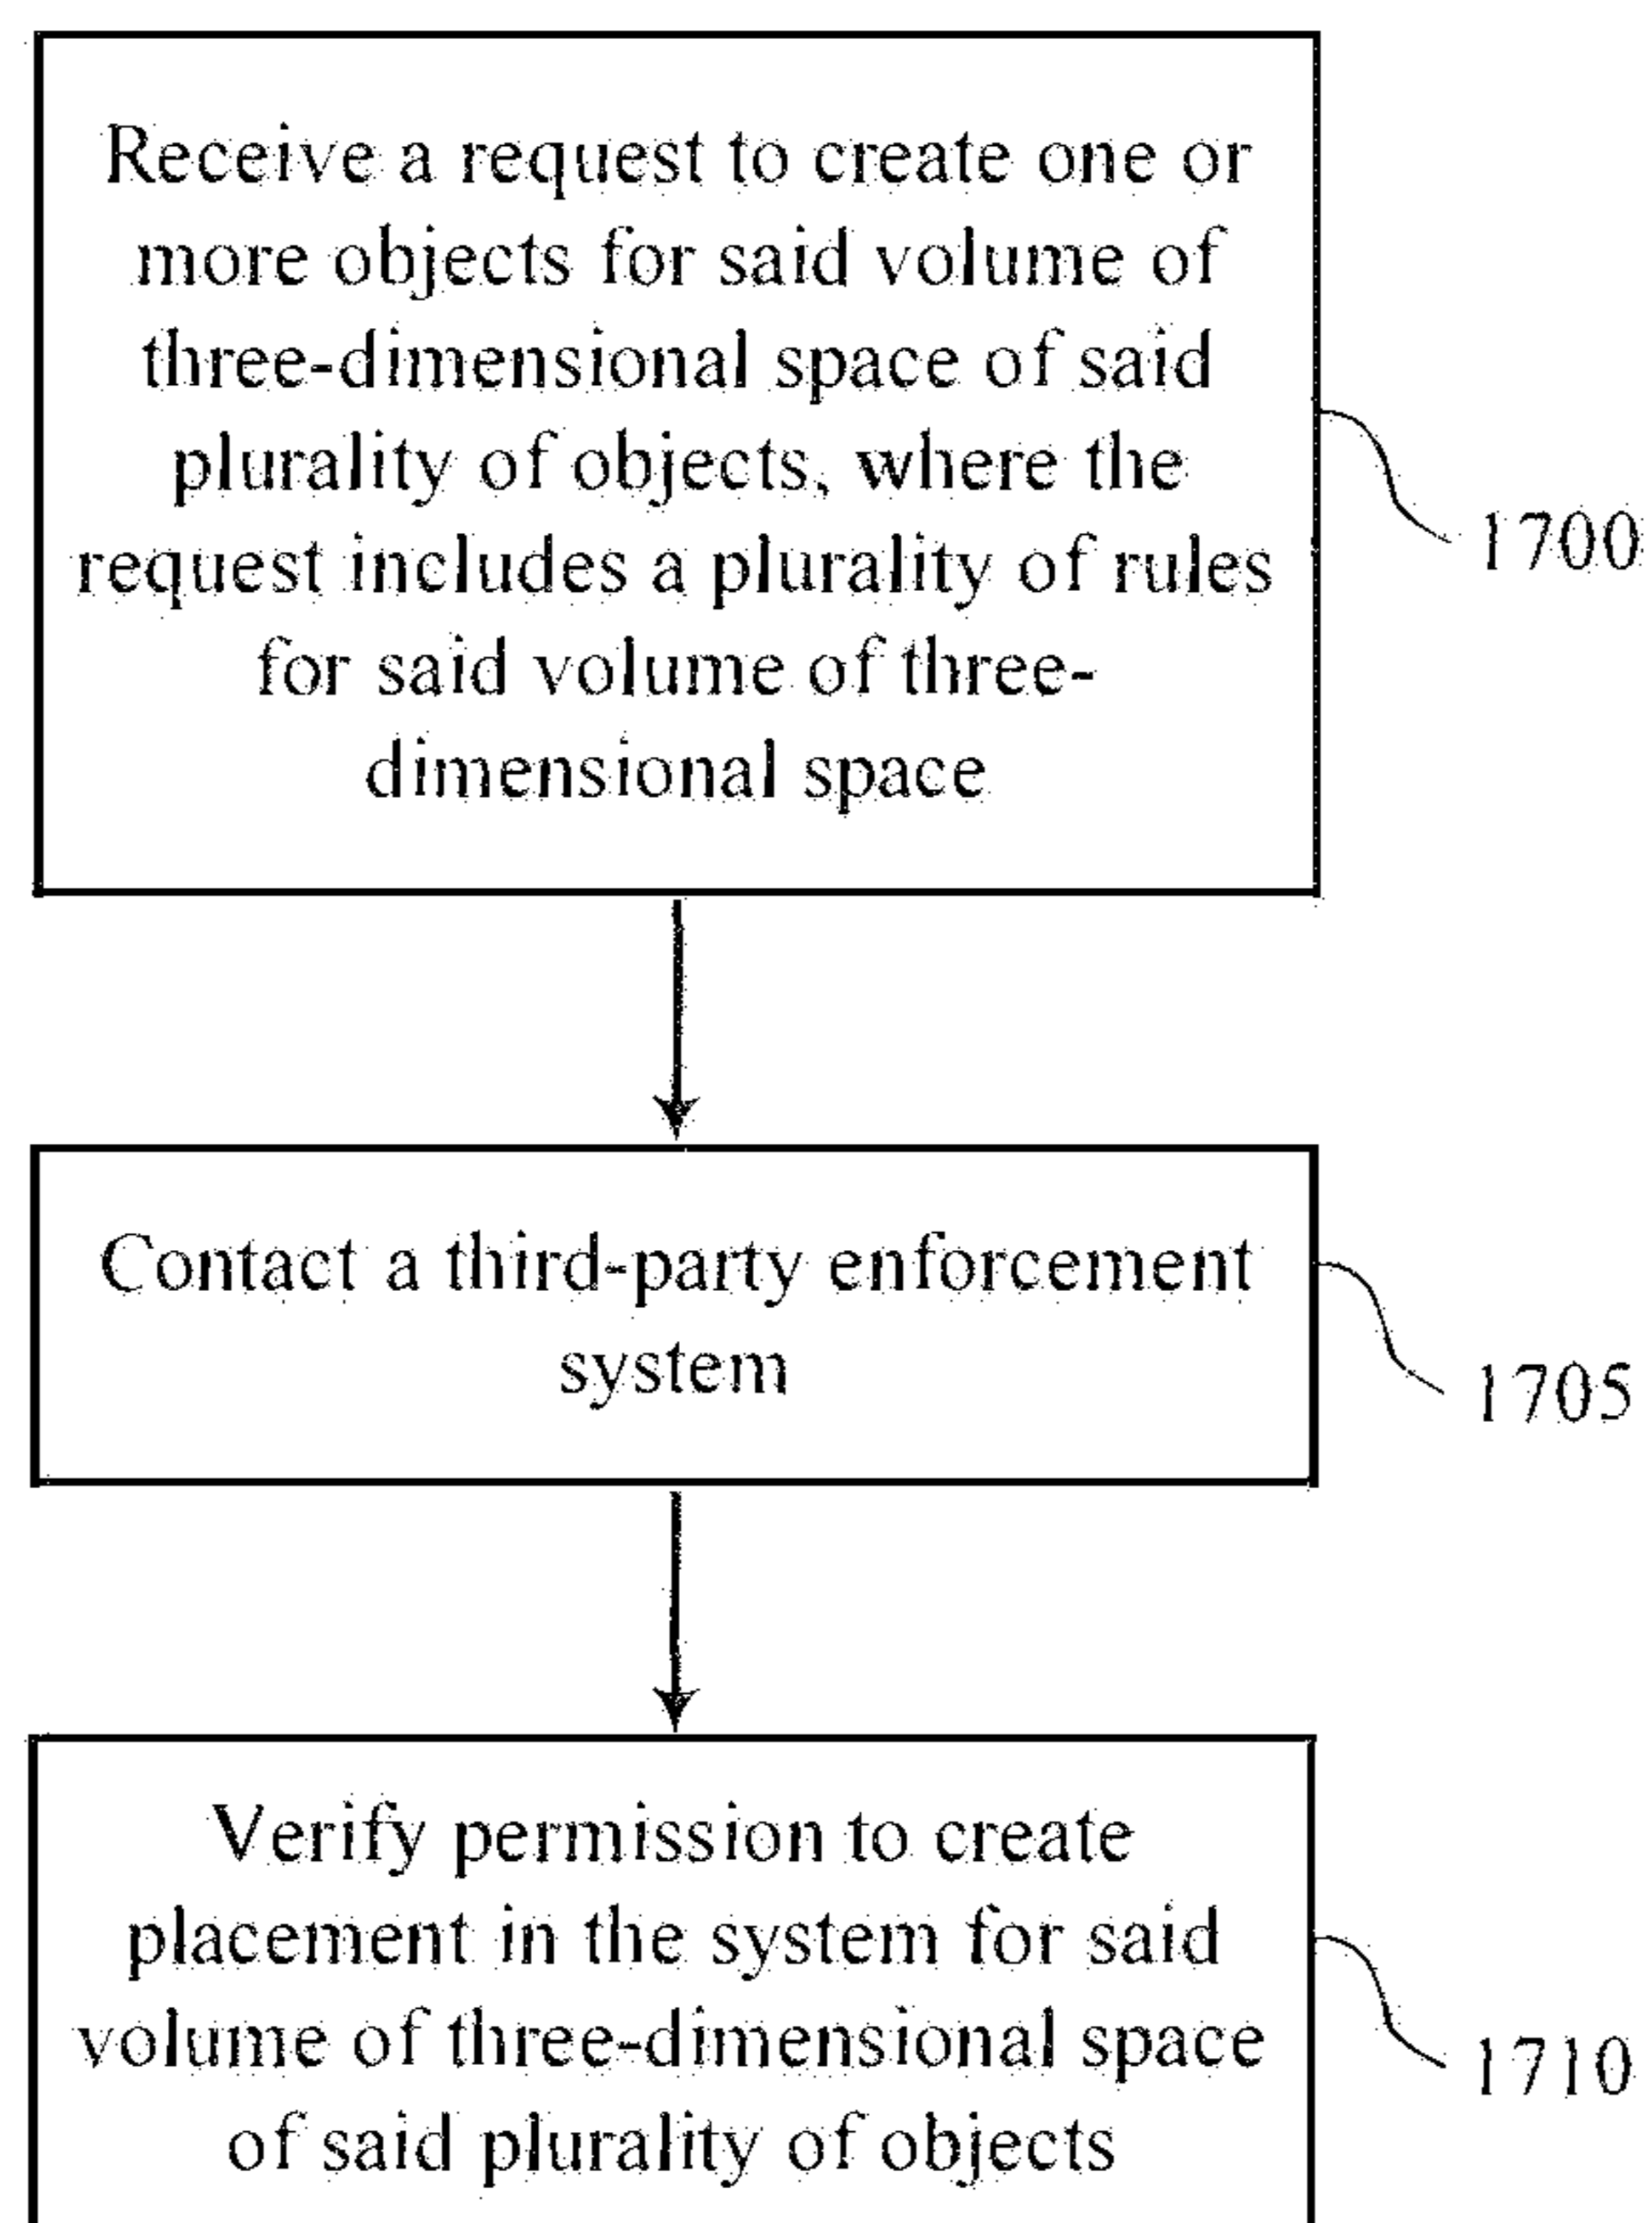 Receive a request to create one or
more objects for said volume of
three-dimensional space of said
plurality of objects, where the
request includes a plurality of rules
for said volume of three-
dimensional space
1700
Contact a third-party enforcement
system
1705
Verify permission to create
placement in the system for said
volume of three-dimensional space
of said plurality of objects
1710